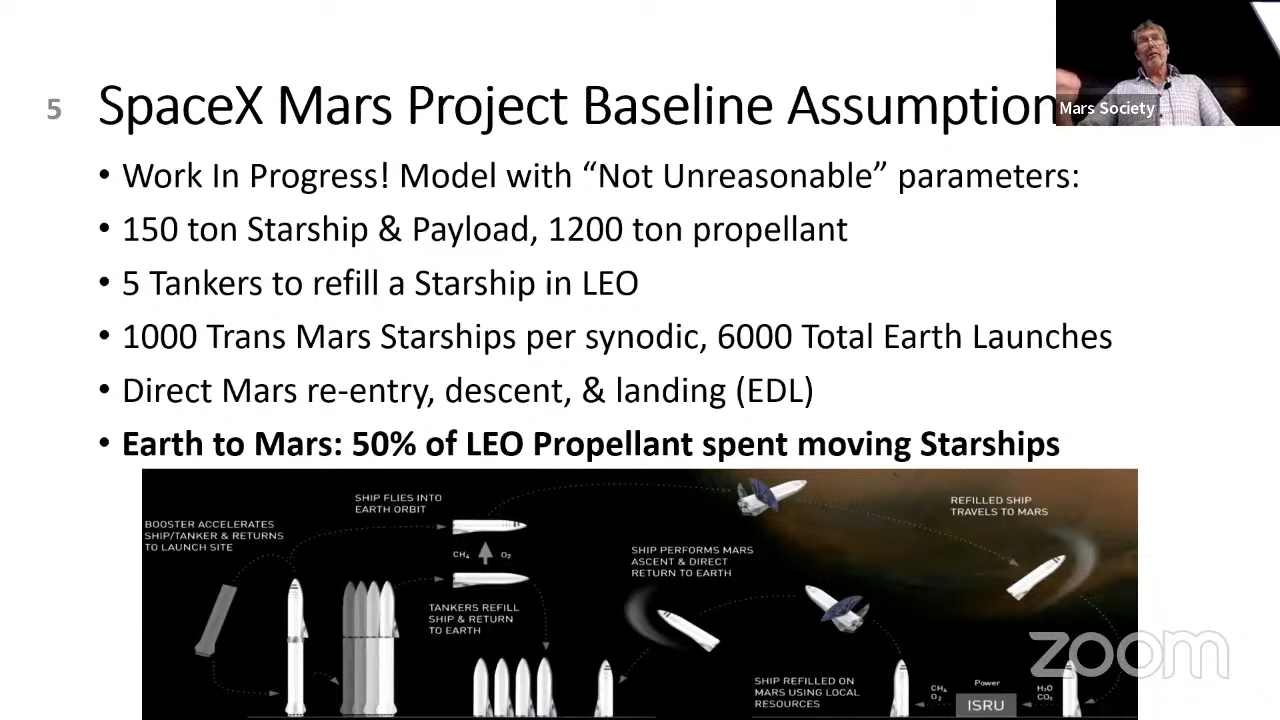 5
SpaceX Mars Project Baseline Assumption
Mars Society
• Work In Progress! Model with “Not Unreasonable” parameters:
• 150 ton Starship & Payload, 1200 ton propellant
• 5 Tankers to refill a Starship in LEO
• 1000 Trans Mars Starships per synodic, 6000 Total Earth Launches
• Direct Mars re-entry, descent, & landing (EDL)
• Earth to Mars: 50% of LEO Propellant spent moving Starships
BOOSTER ACCELERATES
SHIP/TANKER & RETURNS
TO LAUNCH SITE
SHIP FLIES INTO
EARTH ORBIT
CH₄ O₂
TANKERS REFILL
SHIP & RETURN
TO EARTH
SHIP PERFORMS MARS
ASCENT & DIRECT
RETURN TO EARTH
REFILLED SHIP
TRAVELS TO MARS
SHIP REFILLED ON
MARS USING LOCAL
RESOURCES
CH₄
O₂
Power
ISRU
H₂O
CO₂
zoom